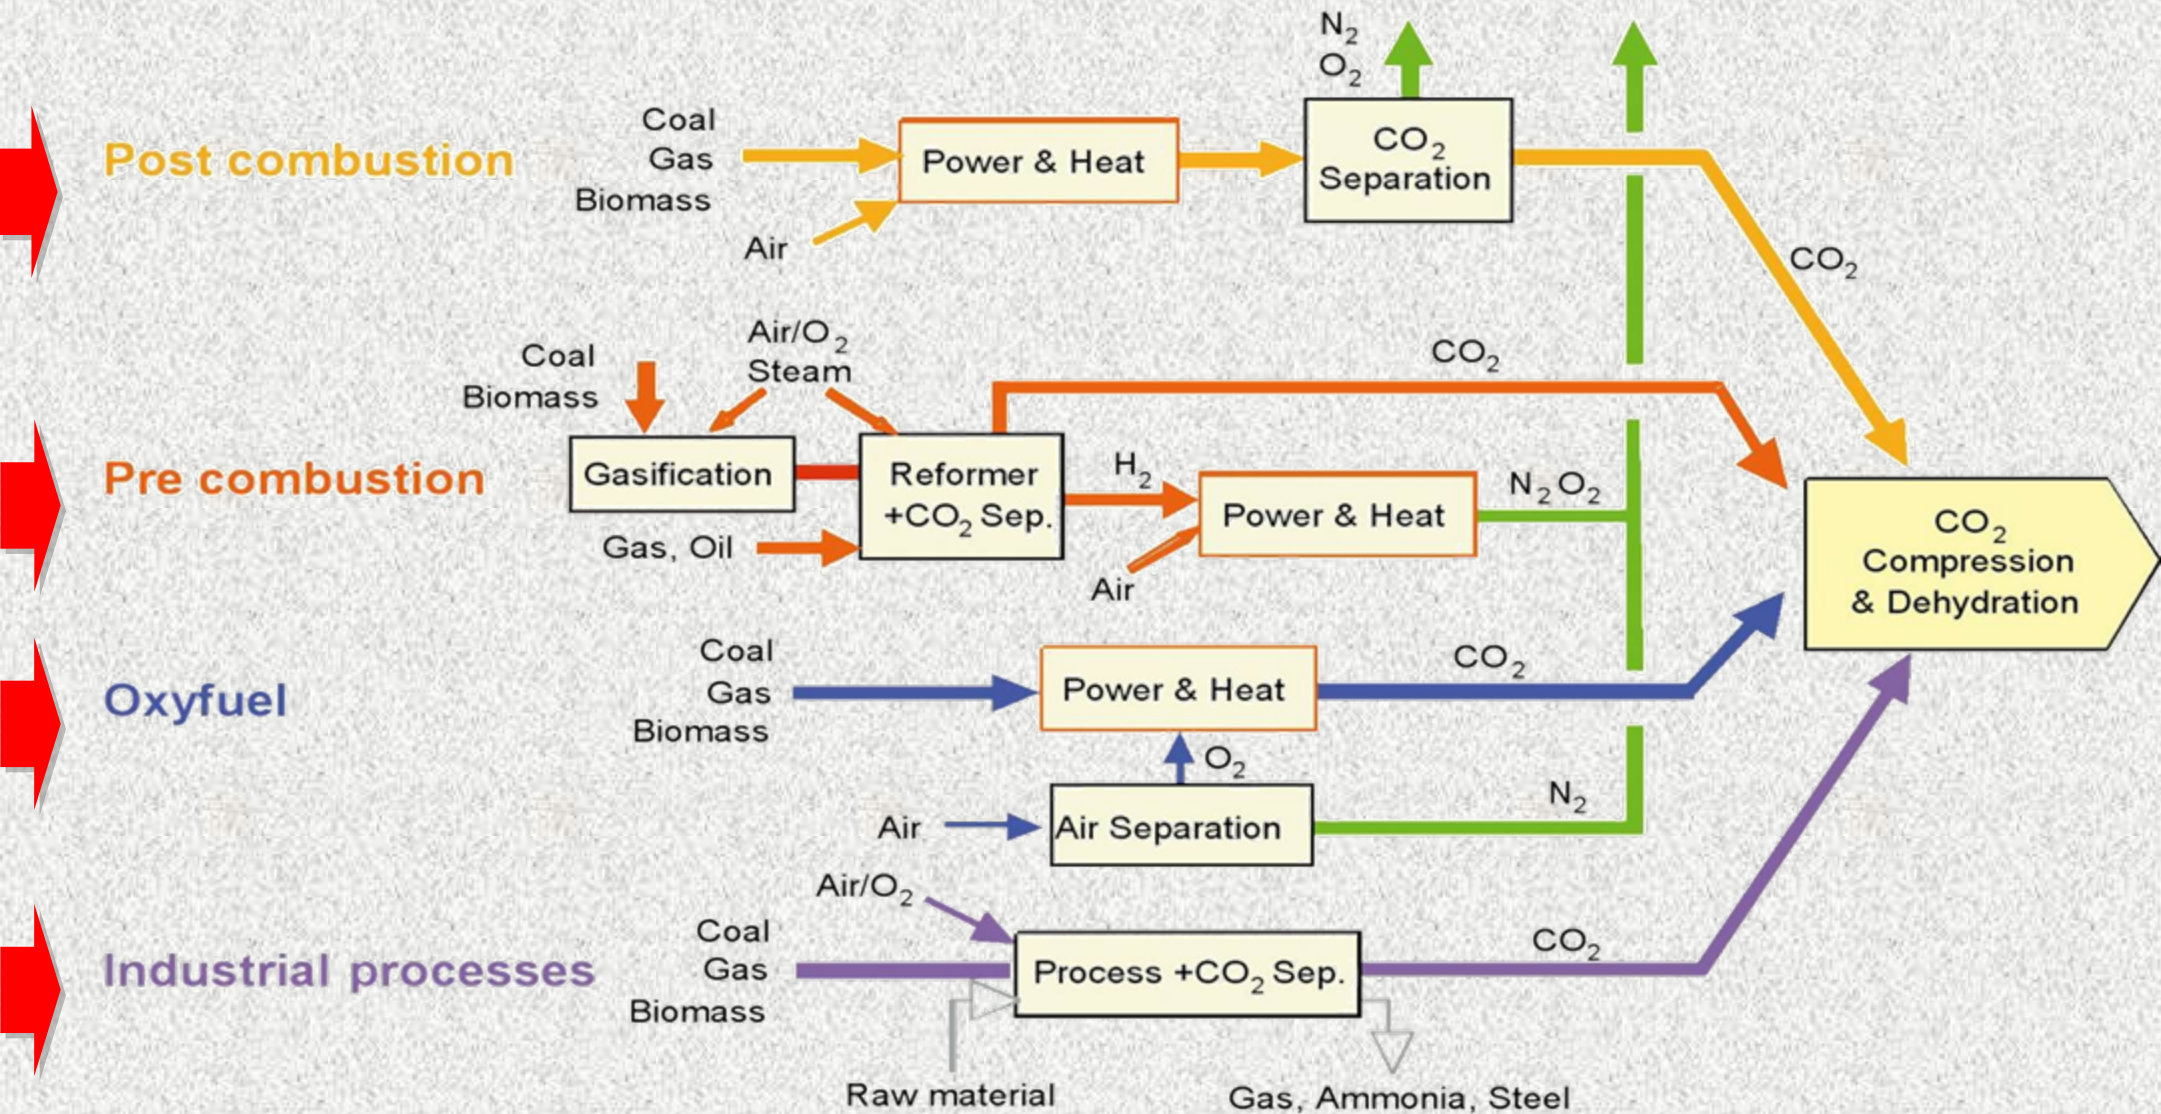 N2
O2
Post combustion
Coal
Gas
Biomass
Air
Power & Heat
CO2
Separation
CO2
Pre combustion
Coal
Biomass
Air/O2
Steam
Gasification
Gas, Oil
Reformer
+CO2 Sep.
CO2
H2
Air
Power & Heat
N2 O2
CO2
Compression
& Dehydration
Oxyfuel
Coal
Gas
Biomass
Power & Heat
CO2
O2
Air
Air Separation
N2
Industrial processes
Air/O2
Coal
Gas
Biomass
Process +CO2 Sep.
CO2
Raw material
Gas, Ammonia, Steel